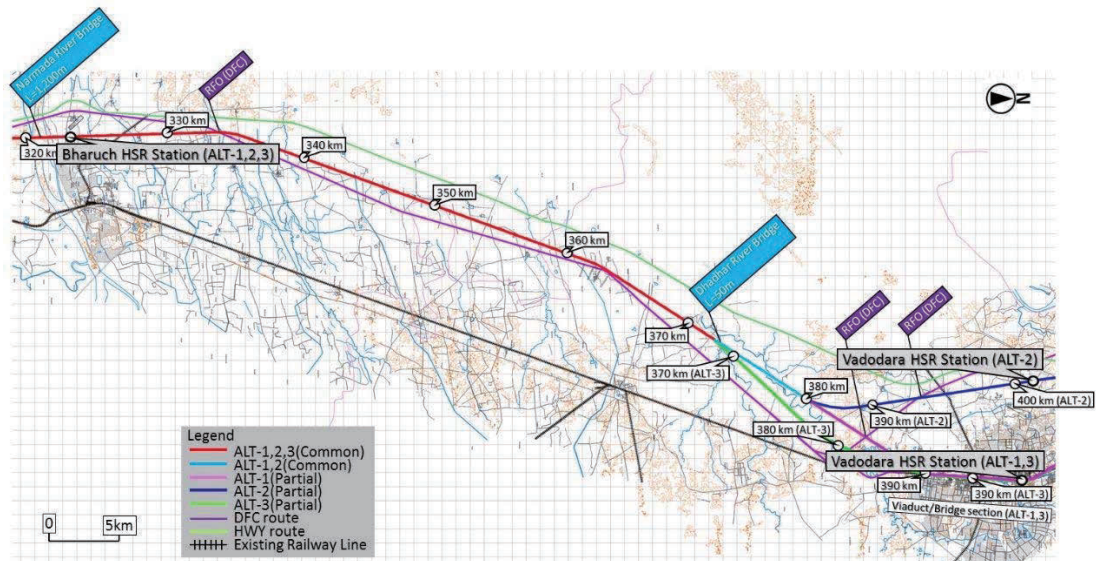 Narmada River Bridge
L=1,200m
RFO (DFC)
N
330 km
320 km
Bharuch HSR Station (ALT-1,2,3)
340 km
350 km
360 km
Dhadhar River Bridge
L=50m
RFO (DFC)
RFO (DFC)
370 km
Vadodara HSR Station (ALT-2)
370 km (ALT-3)
380 km
400 km (ALT-2)
390 km (ALT-2)
380 km (ALT-3)
Vadodara HSR Station (ALT-1,3)
390 km
390 km (ALT-3)
Viaduct/Bridge section (ALT-1,3)
Legend
ALT-1,2,3(Common)
ALT-1,2(Common)
ALT-1(Partial)
ALT-2(Partial)
ALT-3(Partial)
DFC route
HWY route
Existing Railway Line
0 5km